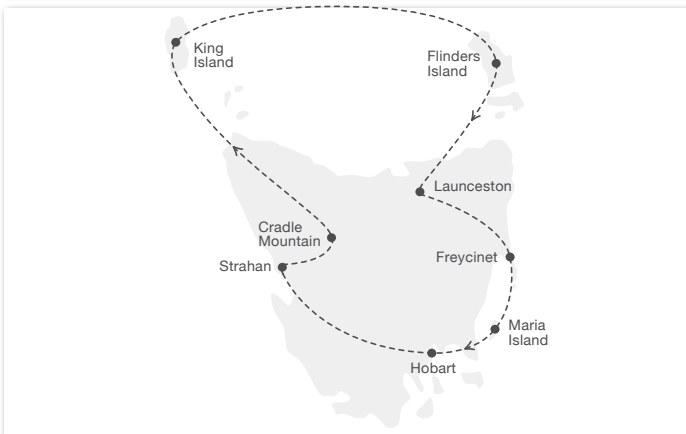 King
Island
Flinders
Island
Launceston
Cradle
Mountain
Freycinet
Strahan
Maria
Island
Hobart